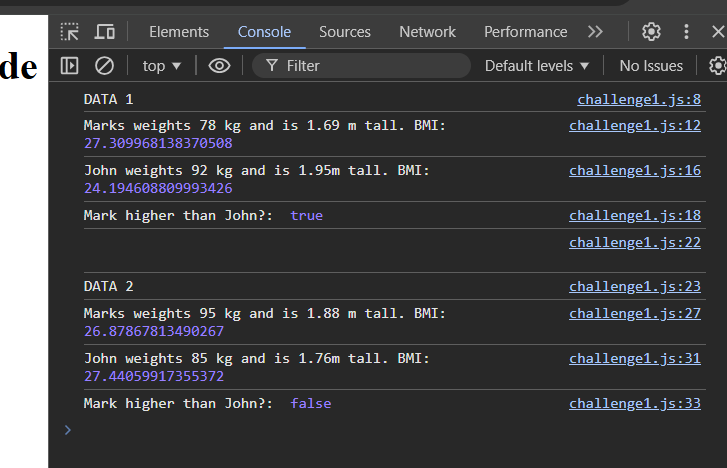 de
Elements Console Sources Network Performance
top Filter Default levels No Issues
DATA 1 challenge1.js:8
Marks weights 78 kg and is 1.69 m tall. BMI: challenge1.js:12
27.309968138370508
John weights 92 kg and is 1.95m tall. BMI: challenge1.js:16
24.194608809993426
Mark higher than John?: true challenge1.js:18
challenge1.js:22
DATA 2 challenge1.js:23
Marks weights 95 kg and is 1.88 m tall. BMI: challenge1.js:27
26.87867813490267
John weights 85 kg and is 1.76m tall. BMI: challenge1.js:31
27.44059917355372
Mark higher than John?: false challenge1.js:33